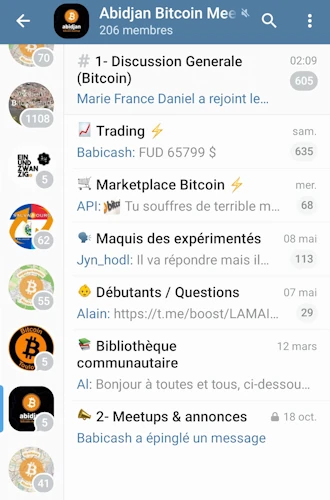 Abidjan Bitcoin Mee
206 membres
70
1108
EIN
UND
ZWAN
ZIG
5
62
55
Bitcoin
5
abidjan
5
41
# 1- Discussion Generale
(Bitcoin)
02:09
Marie France Daniel a rejoint le...
605
Trading
sam.
Babicash: FUD 65799 $
635
Marketplace Bitcoin
mer.
API: Tu souffres de terrible m...
68
Maquis des expérimentés
08 mai
Jyn_hodl: Il va répondre mais il...
113
Débutants / Questions
07 mai
Alain: https://t.me/boost/LAMAI...
29
Bibliothèque
communautaire
12 mars
Al: Bonjour à toutes et tous, ci-dessou...
2- Meetups & annonces
18 oct.
Babicash a épinglé un message